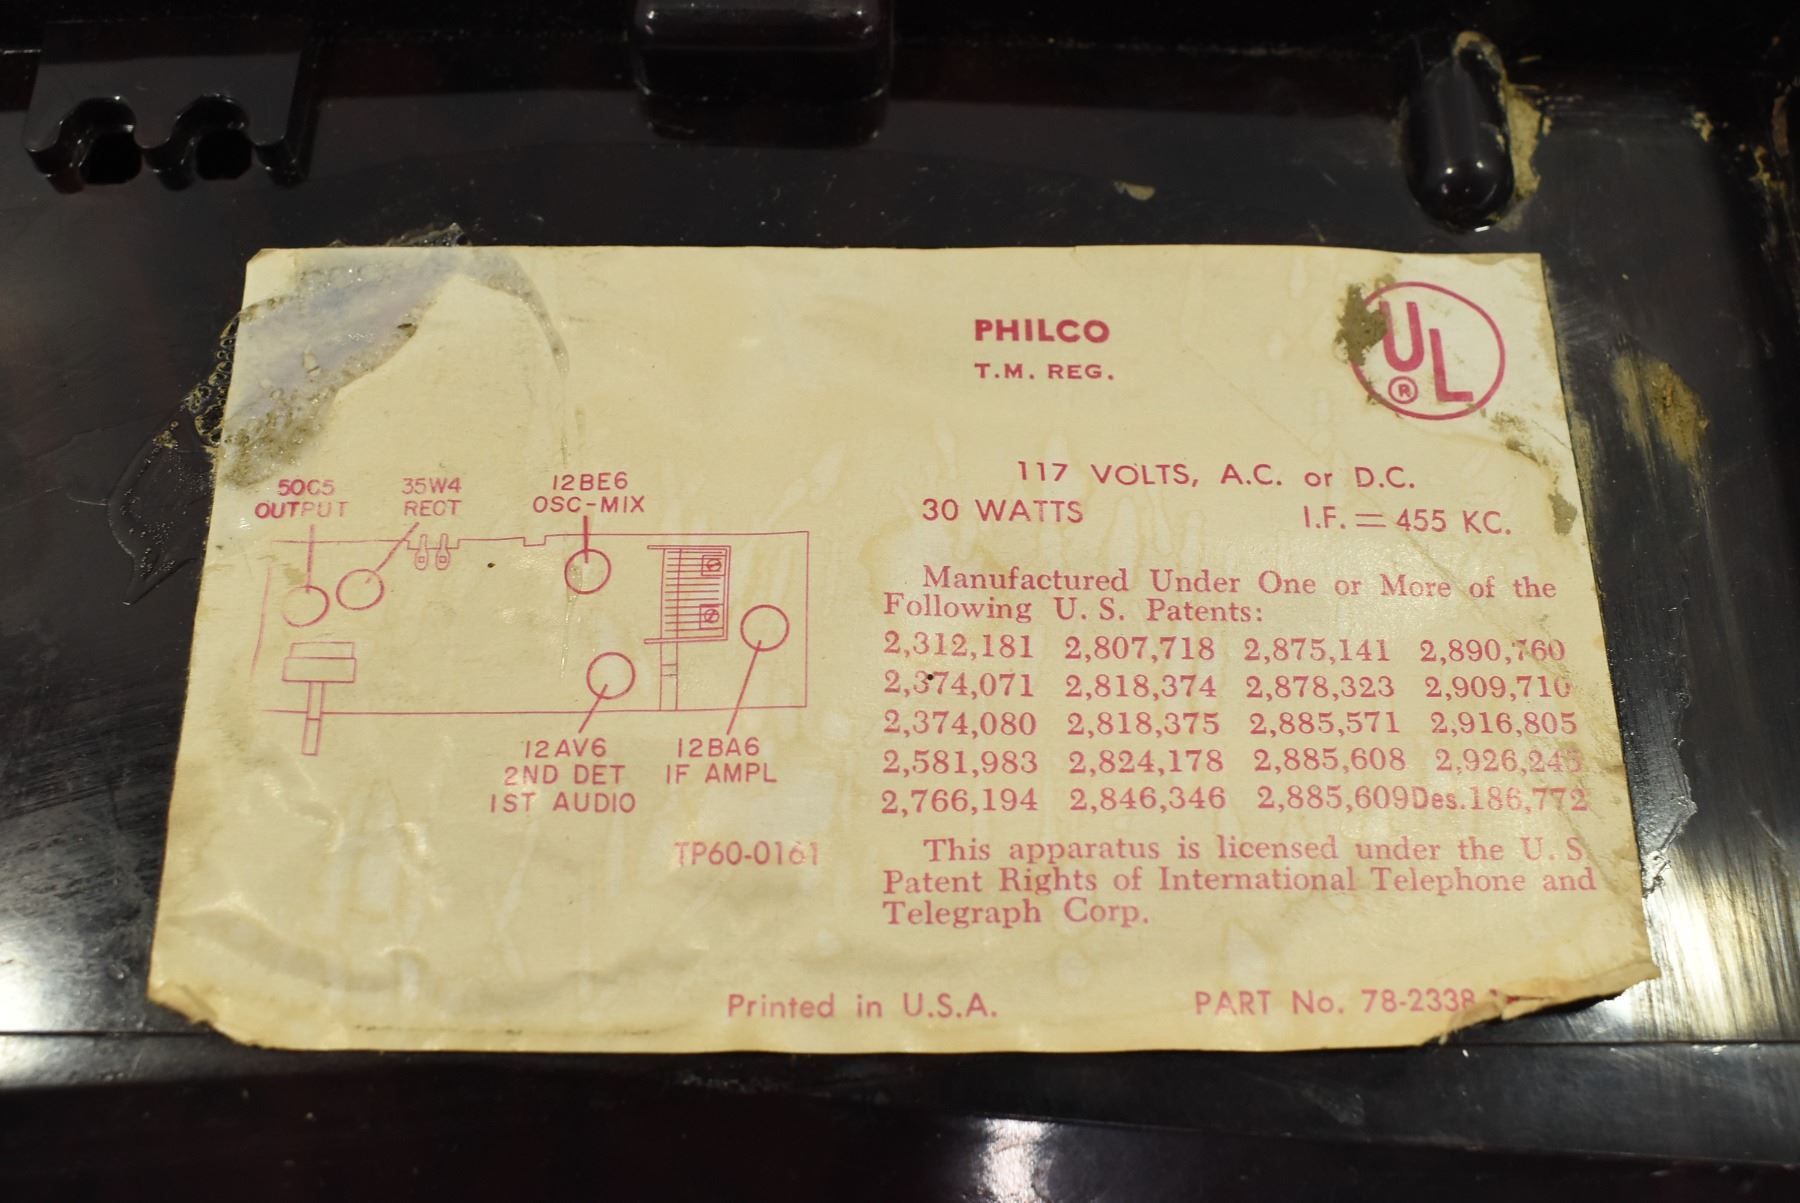 PHILCO
T.M. REG.
UL
®
117 VOLTS, A.C. or D.C.
30 WATTS I.F. = 455 KC.
50C5
OUTPUT
35W4
RECT
12BE6
OSC-MIX
12AV6
2ND DET
1ST AUDIO
12BA6
IF AMPL
TP60-0161
Manufactured Under One or More of the
Following U. S. Patents:
2,312,181 2,807,718 2,875,141 2,890,760
2,374,071 2,818,374 2,878,323 2,909,710
2,374,080 2,818,375 2,885,571 2,916,805
2,581,983 2,824,178 2,885,608
2,766,194 2,846,346 2,885,609 Des. 186,772
This apparatus is licensed under the U. S.
Patent Rights of International Telephone and
Telegraph Corp.
Printed in U.S.A. PART No.